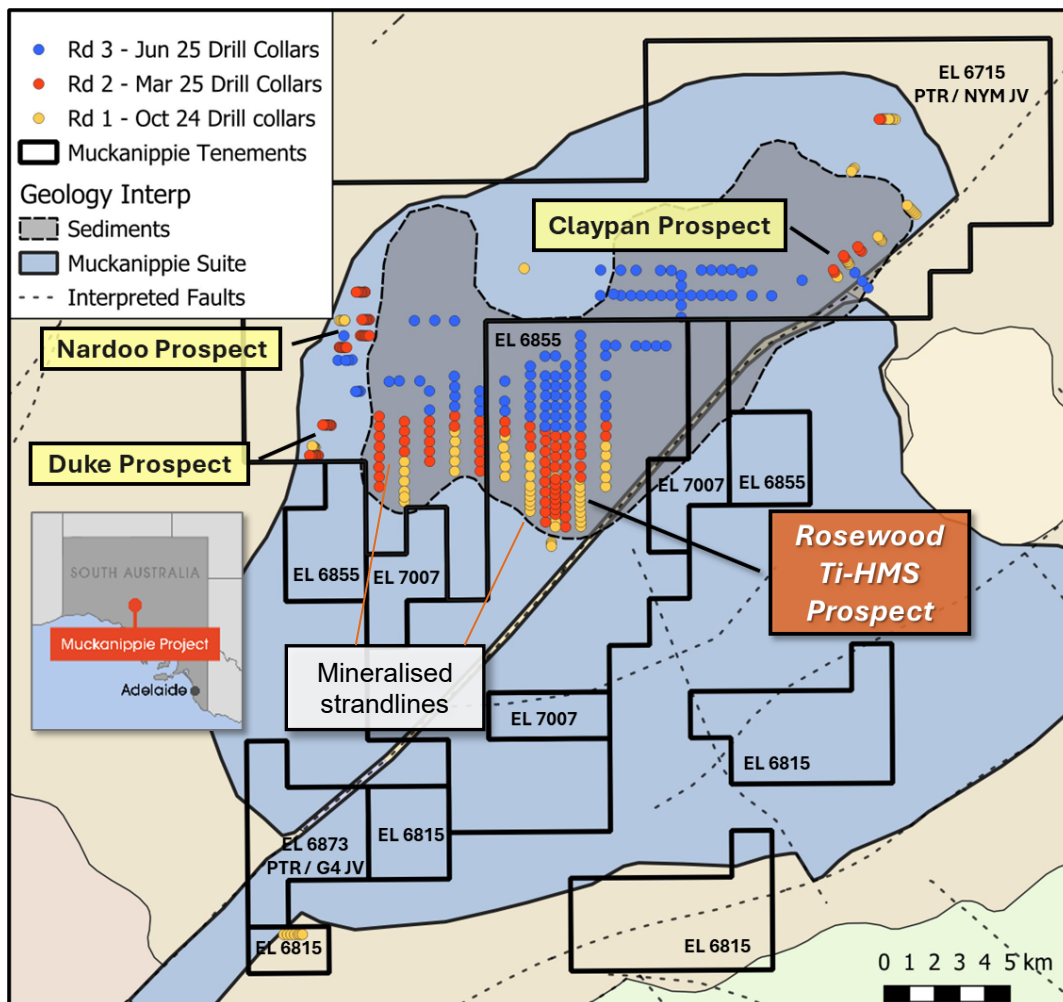 Rd 3 - Jun 25 Drill Collars
Rd 2 - Mar 25 Drill Collars
Rd 1 - Oct 24 Drill collars
Muckanippie Tenements
Geology Interp
Sediments
Muckanippie Suite
Interpreted Faults
EL 6715
PTR / NYM JV
Claypan Prospect
Nardoo Prospect
EL 6855
Duke Prospect
EL 7007
EL 6855
EL 6855
EL 7007
Rosewood
Ti-HMS
Prospect
SOUTH AUSTRALIA
Muckanippie Project
Adelaide
Mineralised
strandlines
EL 7007
EL 6815
EL 6873
PTR / G4 JV
EL 6815
EL 6815
EL 6815
0 1 2 3 4 5 km